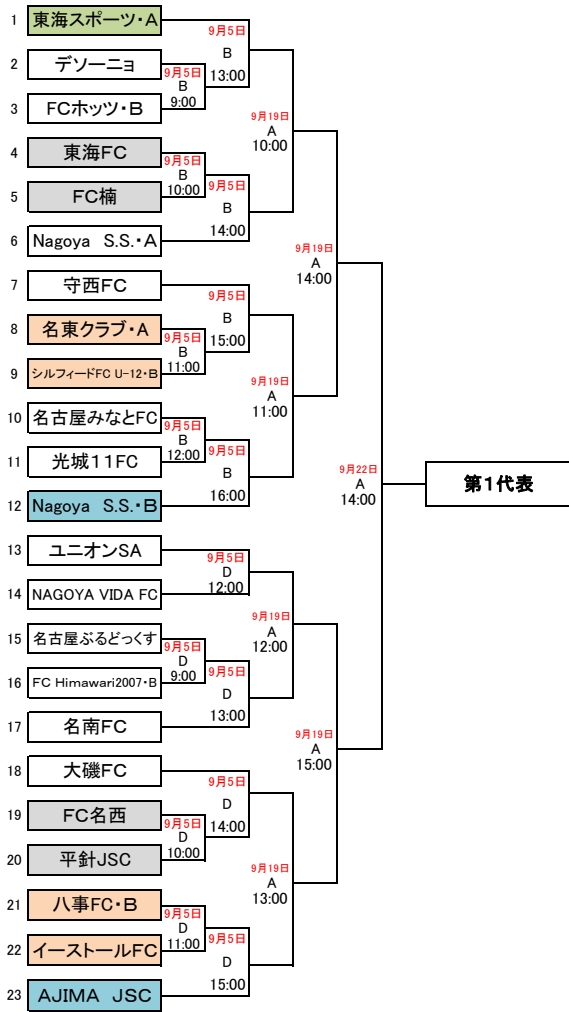 1 東海スポーツ・A
2 デソーニョ
3 FCホッツ・B
4 東海FC
5 FC楠
6 Nagoya S.S.・A
7 守西FC
8 名東クラブ・A
9 シルフィードFC U-12・B
10 名古屋みなとFC
11 光城11FC
12 Nagoya S.S.・B
13 ユニオンSA
14 NAGOYA VIDA FC
15 名古屋ぶるどっくす
16 FC Himawari2007・B
17 名南FC
18 大磯FC
19 FC名西
20 平針JSC
21 八事FC・B
22 イーストールFC
23 AJIMA JSC
9月5日
B
9:00
9月5日
B
10:00
9月5日
B
11:00
9月5日
B
12:00
9月5日
D
9:00
9月5日
D
10:00
9月5日
D
11:00
9月5日
B
13:00
9月5日
B
14:00
9月5日
B
15:00
9月5日
B
16:00
9月5日
D
12:00
9月5日
D
13:00
9月5日
D
14:00
9月5日
D
15:00
9月19日
A
10:00
9月19日
A
11:00
9月19日
A
12:00
9月19日
A
13:00
9月19日
A
14:00
9月19日
A
15:00
9月22日
A
14:00
第1代表